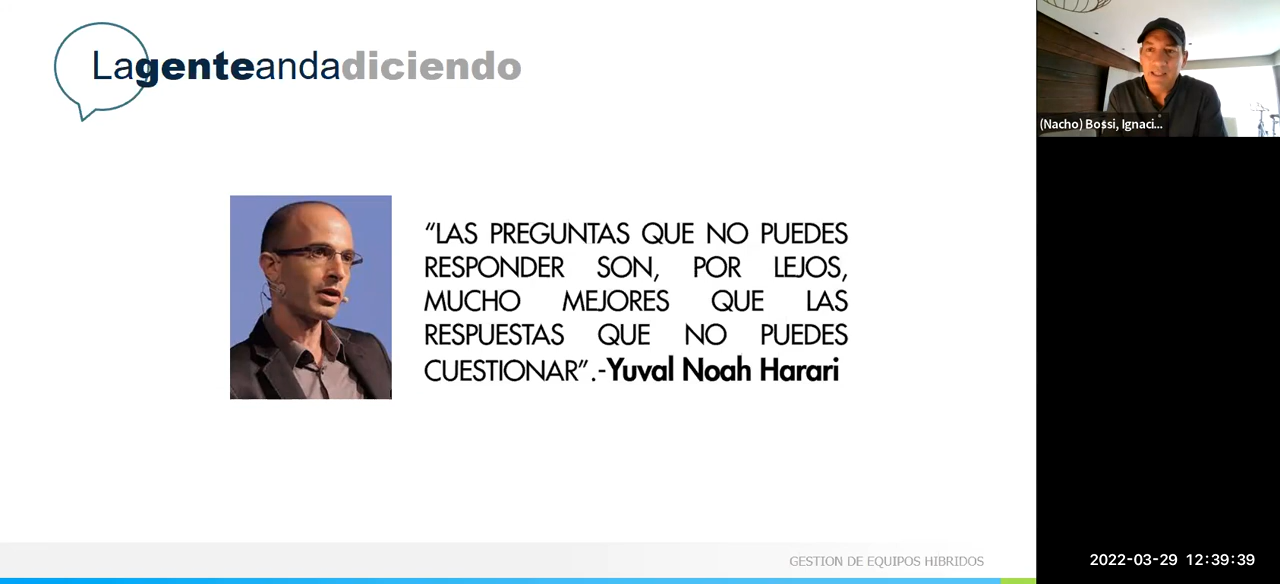 Lagenteandadiciendo
“LAS PREGUNTAS QUE NO PUEDES
RESPONDER SON, POR LEJOS,
MUCHO MEJORES QUE LAS
RESPUESTAS QUE NO PUEDES
CUESTIONAR”.-Yuval Noah Harari
GESTION DE EQUIPOS HIBRIDOS
(Nacho) Bossi, Ignaci...
2022-03-29 12:39:39